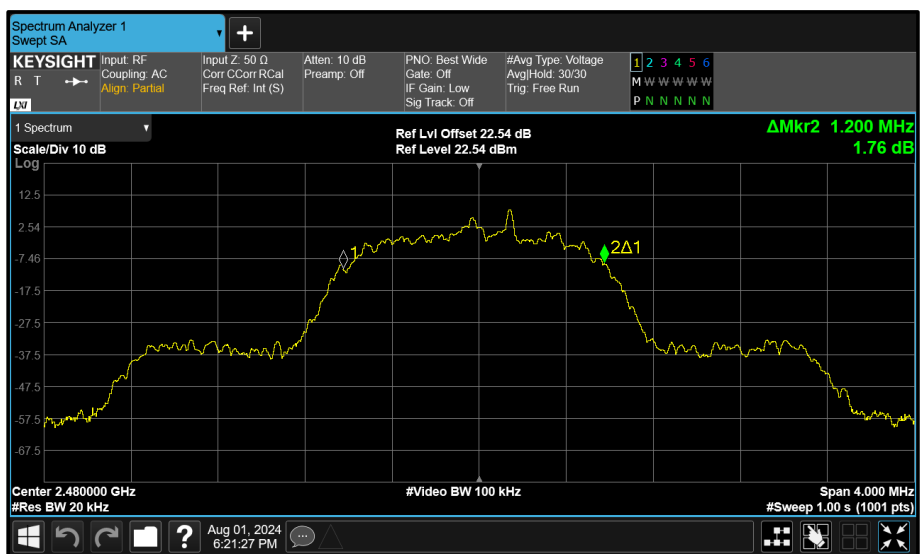 Spectrum Analyzer 1
Swept SA
KEYSIGHT
R T
LXI
Input: RF
Coupling: AC
Align: Partial
Input Z: 50 Ω
Corr CCorr RCal
Freq Ref: Int (S)
Atten: 10 dB
Preamp: Off
PNO: Best Wide
Gate: Off
IF Gain: Low
Sig Track: Off
#Avg Type: Voltage
Avg|Hold: 30/30
Trig: Free Run
1 2 3 4 5 6
M W W W W W
P N N N N N
1 Spectrum
Scale/Div 10 dB
Log
Ref Lvl Offset 22.54 dB
Ref Level 22.54 dBm
ΔMkr2 1.200 MHz
1.76 dB
12.5
2.54
-7.46
-17.5
-27.5
-37.5
-47.5
-57.5
-67.5
1
2Δ1
Center 2.480000 GHz
#Res BW 20 kHz
#Video BW 100 kHz
Span 4.000 MHz
#Sweep 1.00 s (1001 pts)
?
Aug 01, 2024
6:21:27 PM